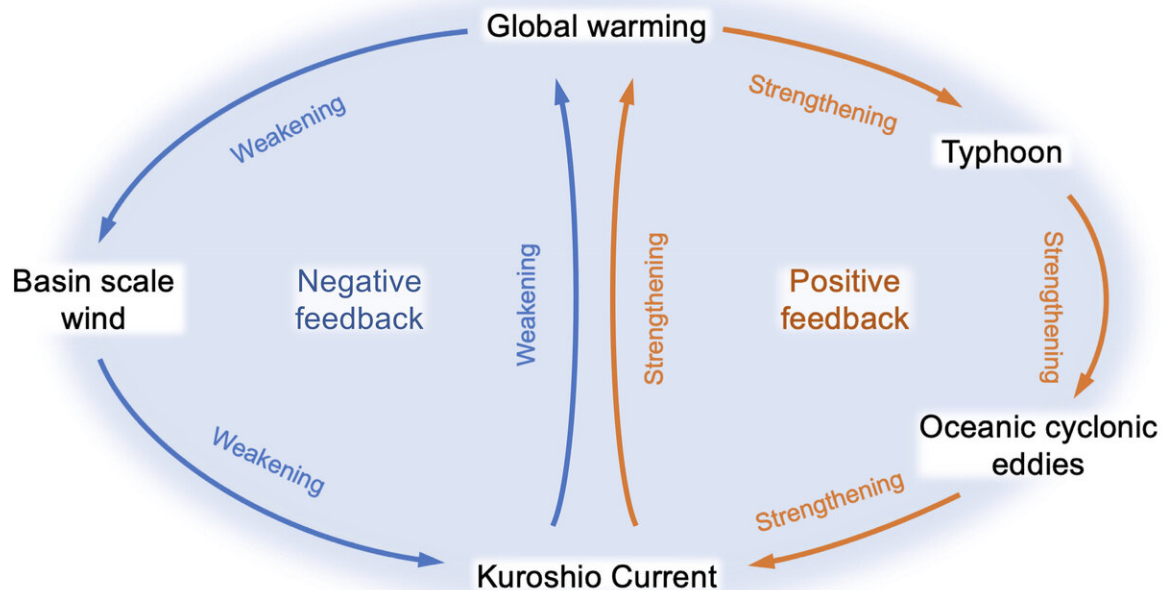 Global warming
Weakening
Strengthening
Typhoon
Basin scale
wind
Negative
feedback
Weakening
Strengthening
Positive
feedback
Strengthening
Weakening
Oceanic cyclonic
eddies
Strengthening
Kuroshio Current